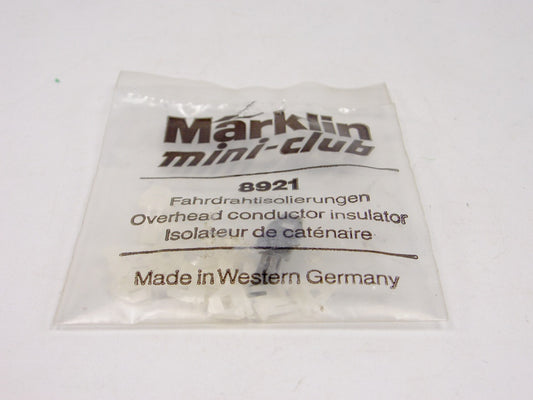 Märklin
mini-club
8921
Fahrdrahtisolierungen
Overhead conductor insulator
Isolateur de caténaire
Made in Western Germany